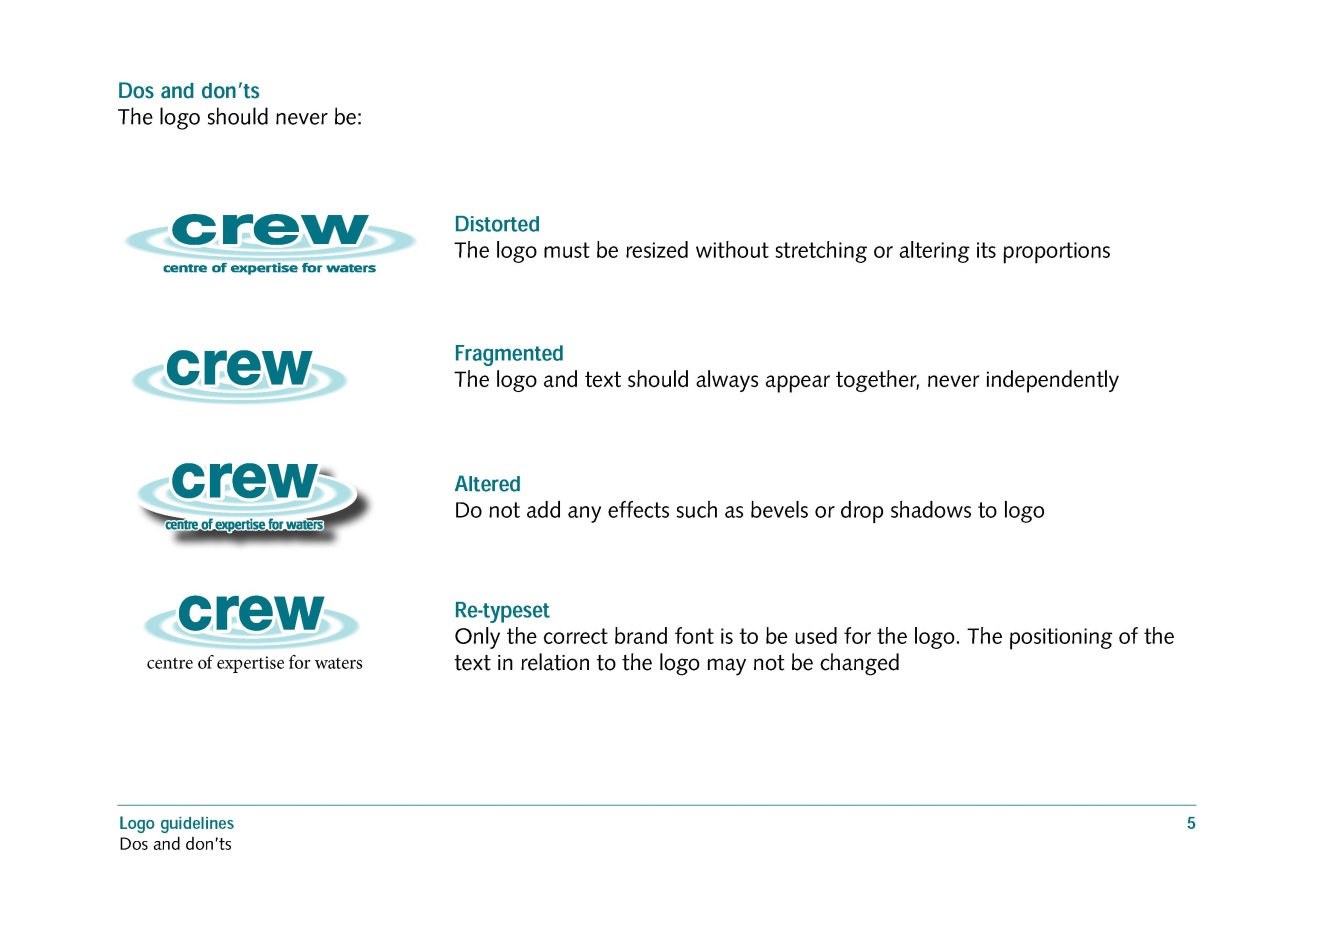 Dos and don’ts
The logo should never be:
crew
centre of expertise for waters
Distorted
The logo must be resized without stretching or altering its proportions
crew
Fragmented
The logo and text should always appear together, never independently
crew
centre of expertise for waters
Altered
Do not add any effects such as bevels or drop shadows to logo
crew
centre of expertise for waters
Re-typeset
Only the correct brand font is to be used for the logo. The positioning of the
text in relation to the logo may not be changed
Logo guidelines
Dos and don’ts
5